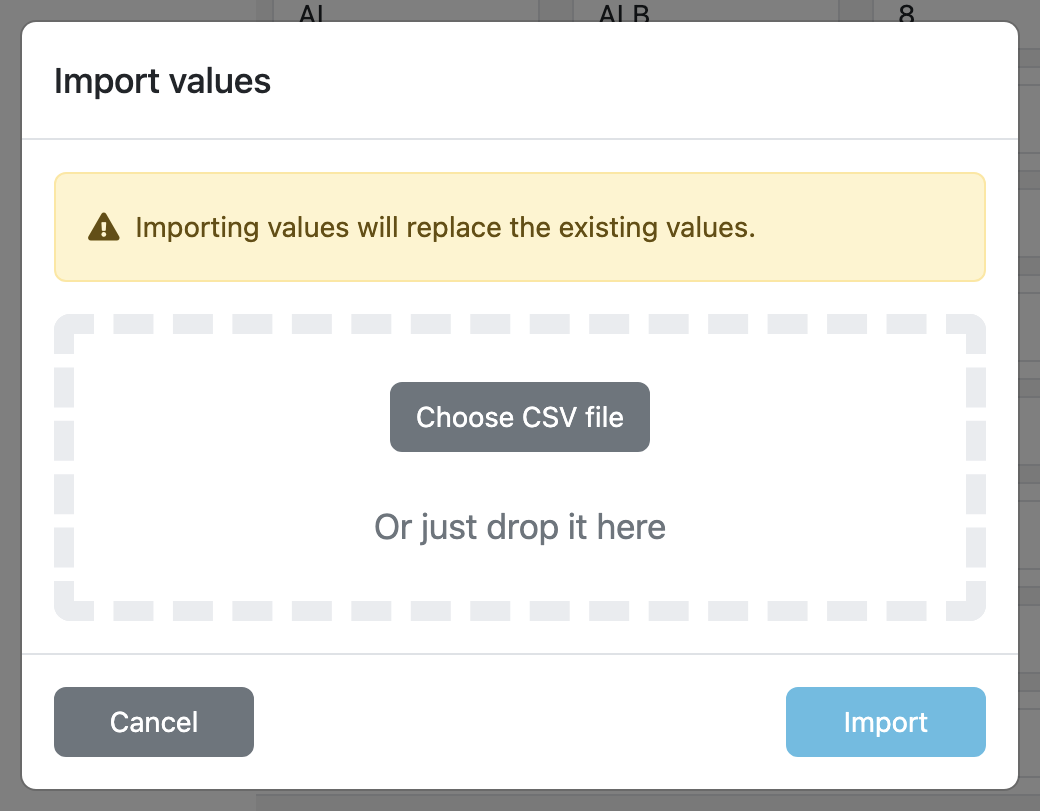 AL ALB 8
Import values
Importing values will replace the existing values.
Choose CSV file
Or just drop it here
Cancel Import